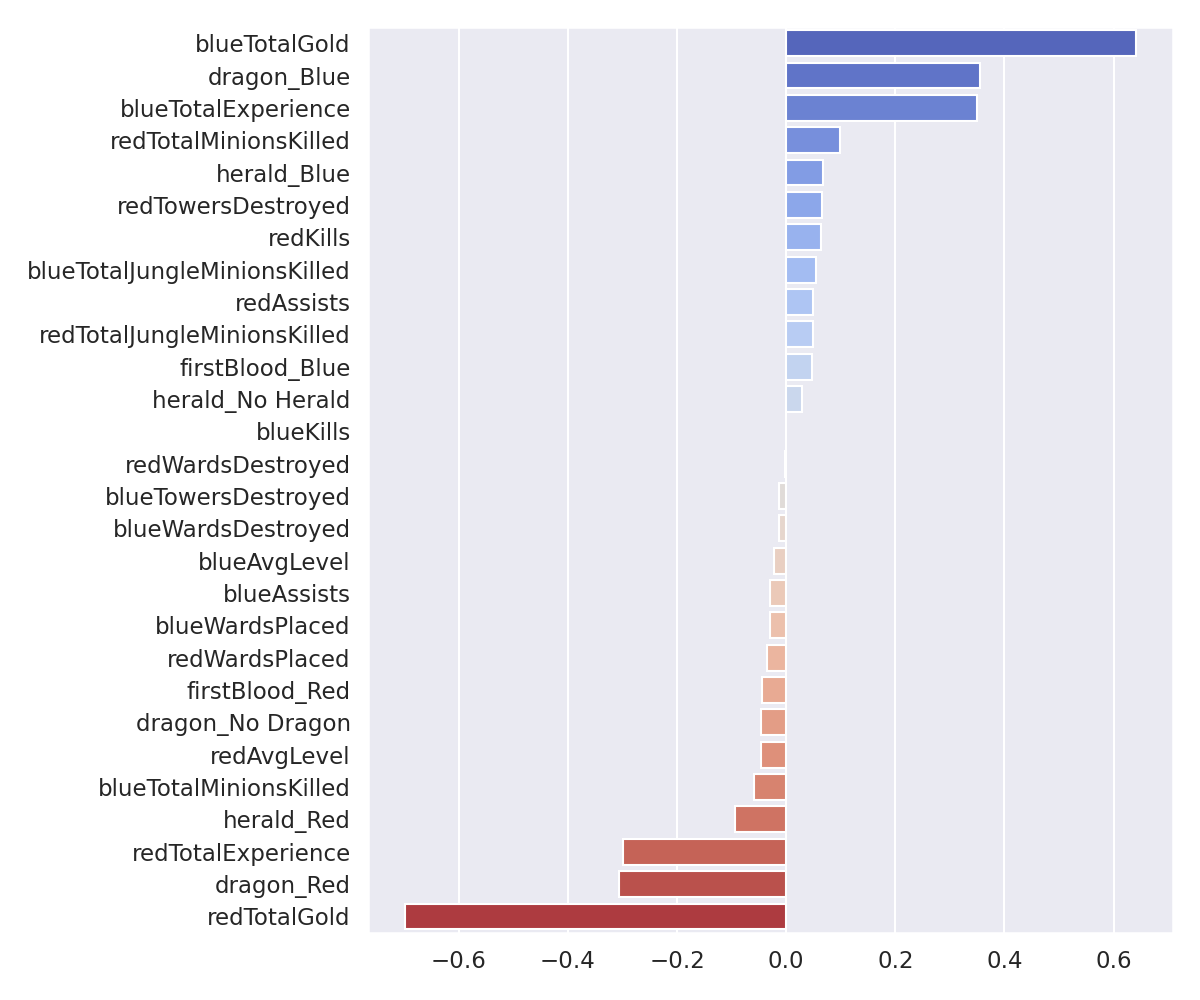 blueTotalGold
dragon_Blue
blueTotalExperience
redTotalMinionsKilled
herald_Blue
redTowersDestroyed
redKills
blueTotalJungleMinionsKilled
redAssists
redTotalJungleMinionsKilled
firstBlood_Blue
herald_No Herald
blueKills
redWardsDestroyed
blueTowersDestroyed
blueWardsDestroyed
blueAvgLevel
blueAssists
blueWardsPlaced
redWardsPlaced
firstBlood_Red
dragon_No Dragon
redAvgLevel
blueTotalMinionsKilled
herald_Red
redTotalExperience
dragon_Red
redTotalGold
−0.6 −0.4 −0.2 0.0 0.2 0.4 0.6